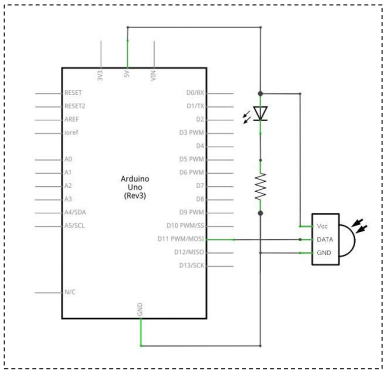 3V3
5V
VIN
RESET
RESET2
AREF
ioref
A0
A1
A2
A3
A4/SDA
A5/SCL
N/C
Arduino
Uno
(Rev3)
D0/RX
D1/TX
D2
D3 PWM
D4
D5 PWM
D6 PWM
D7
D8
D9 PWM
D10 PWM/SS
D11 PWM/MOSI
D12/MISO
D13/SCK
GND
Vcc
DATA
GND